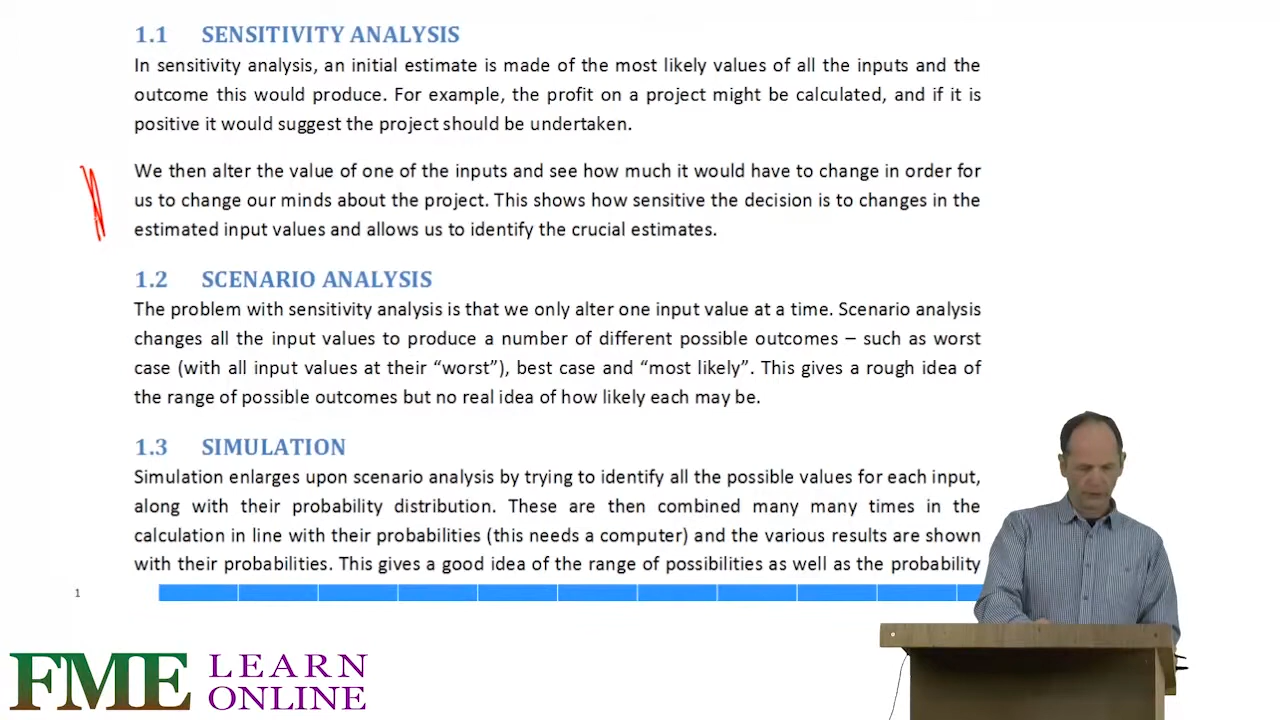 1.1 SENSITIVITY ANALYSIS
In sensitivity analysis, an initial estimate is made of the most likely values of all the inputs and the
outcome this would produce. For example, the profit on a project might be calculated, and if it is
positive it would suggest the project should be undertaken.
We then alter the value of one of the inputs and see how much it would have to change in order for
us to change our minds about the project. This shows how sensitive the decision is to changes in the
estimated input values and allows us to identify the crucial estimates.
1.2 SCENARIO ANALYSIS
The problem with sensitivity analysis is that we only alter one input value at a time. Scenario analysis
changes all the input values to produce a number of different possible outcomes – such as worst
case (with all input values at their “worst”), best case and “most likely”. This gives a rough idea of
the range of possible outcomes but no real idea of how likely each may be.
1.3 SIMULATION
Simulation enlarges upon scenario analysis by trying to identify all the possible values for each input,
along with their probability distribution. These are then combined many many times in the
calculation in line with their probabilities (this needs a computer) and the various results are shown
with their probabilities. This gives a good idea of the range of possibilities as well as the probability
1
FME LEARN
ONLINE